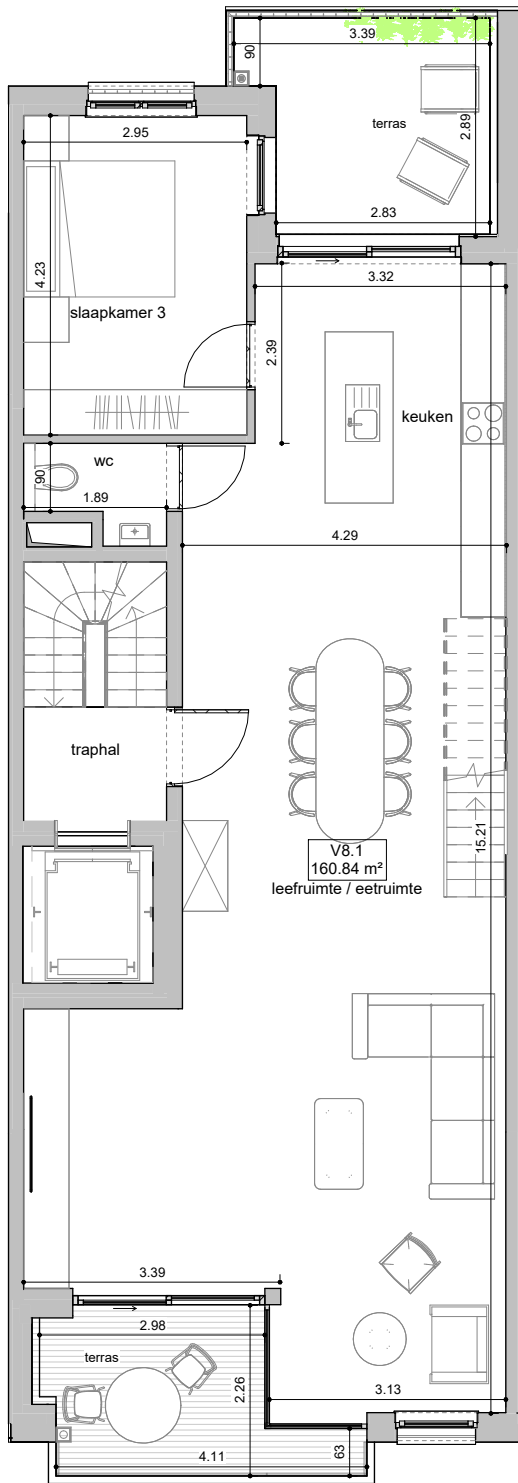 3.39
90
terras
2.89
2.95
2.83
4.23
3.32
slaapkamer 3
2.39
keuken
wc
90
1.89
4.29
traphal
V8.1
160.84 m²
15.21
leefruimte / eetruimte
3.39
2.98
terras
2.26
3.13
4.11
63